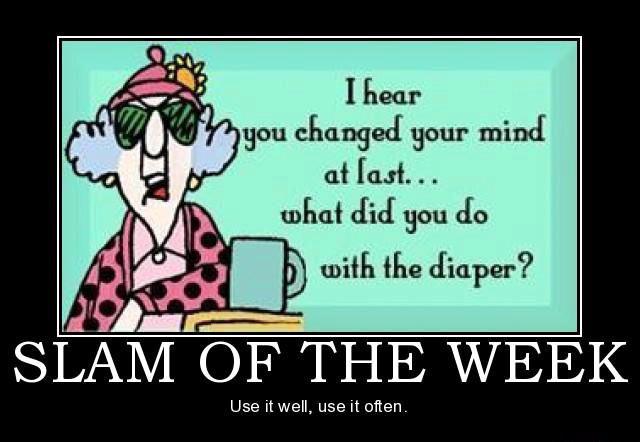 I hear
you changed your mind
at last...
what did you do
with the diaper?
SLAM OF THE WEEK
Use it well, use it often.